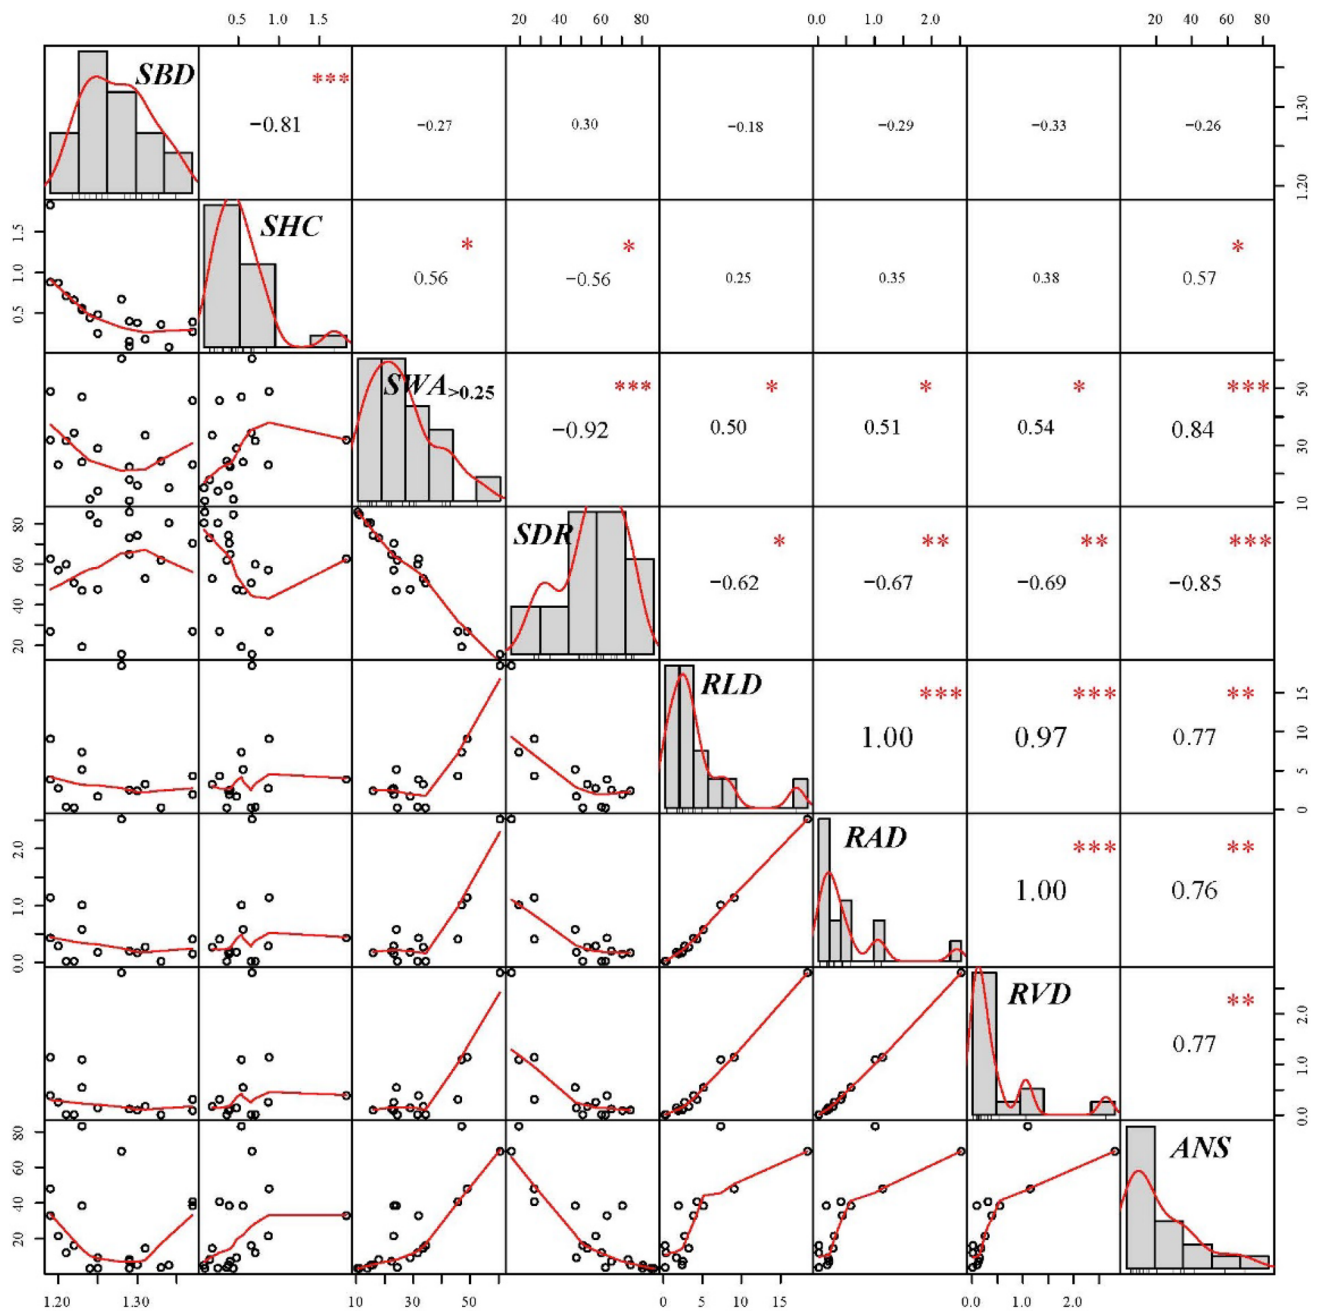 0.5 1.0 1.5 20 40 60 80 0.0 1.0 2.0 20 40 60 80
SBD *** −0.81 −0.27 0.30 −0.18 −0.29 −0.33 −0.26 1.20 1.30
0.5 1.0 1.5 SHC * 0.56 * −0.56 0.25 0.35 0.38 * 0.57
SWA>0.25 *** −0.92 * 0.50 * 0.51 * 0.54 *** 0.84 10 30 50
20 40 60 80 SDR * −0.62 ** −0.67 ** −0.69 *** −0.85
RLD *** 1.00 *** 0.97 ** 0.77 0 5 10 15
0.0 1.0 2.0 RAD *** 1.00 ** 0.76
RVD ** 0.77 0.0 1.0 2.0
20 40 60 80 ANS
1.20 1.30 10 30 50 0 5 10 15 0.0 1.0 2.0